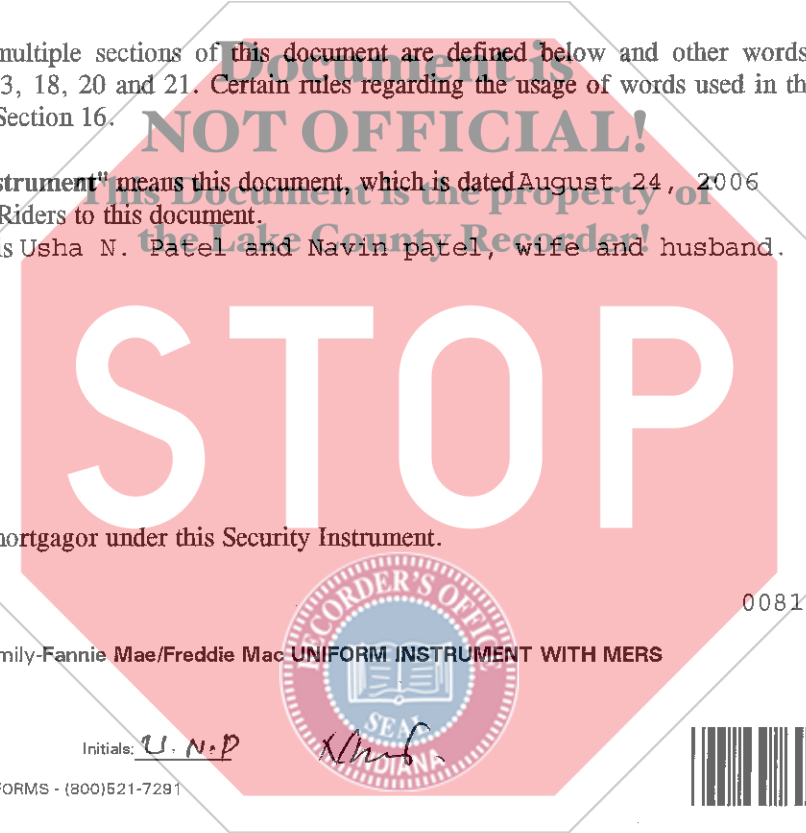 multiple sections of this document are defined below and other words
3, 18, 20 and 21. Certain rules regarding the usage of words used in th
Section 16.
Document is
NOT OFFICIAL!
This Document is the property of
the Lake County Recorder!
strument" means this document, which is dated August 24, 2006
Riders to this document.
is Usha N. Patel and Navin patel, wife and husband.
STOP
mortgagor under this Security Instrument.
RECORDER'S OFFICE
SEAL
INDIANA
0081
mily-Fannie Mae/Freddie Mac UNIFORM INSTRUMENT WITH MERS
Initials: U. N. P
FORMS - (800)521-7291